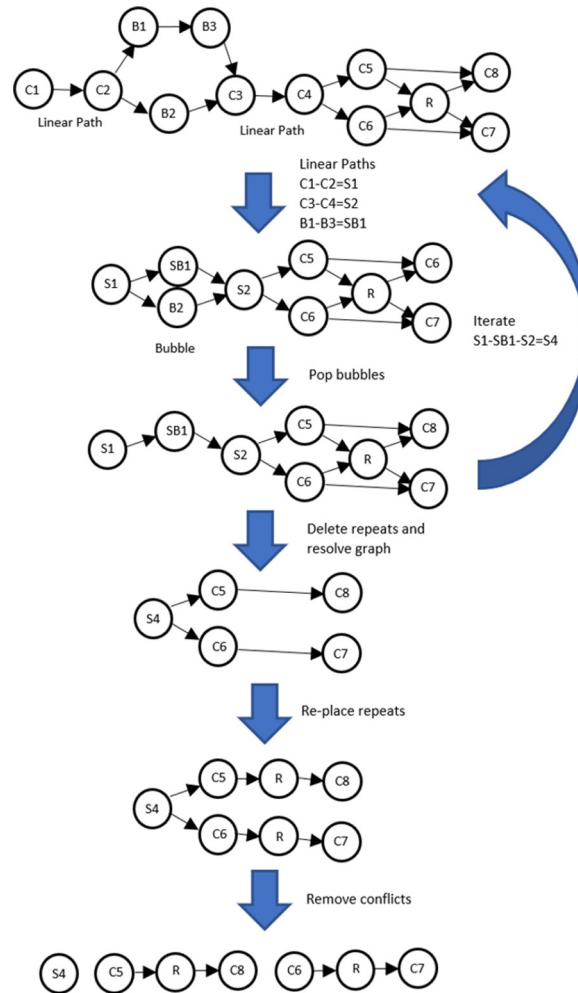 B1 B3
C1 C2 C3 C4 C5 C8
B2 C6 R C7
Linear Path Linear Path
Linear Paths
C1-C2=S1
C3-C4=S2
B1-B3=SB1
S1 SB1 S2 C5 C6
B2 C6 R C7
Bubble
Iterate
S1-SB1-S2=S4
Pop bubbles
S1 SB1 S2 C5 C8
C6 R C7
Delete repeats and
resolve graph
S4 C5 C8
C6 C7
Re-place repeats
S4 C5 R C8
C6 R C7
Remove conflicts
S4 C5 R C8 C6 R C7